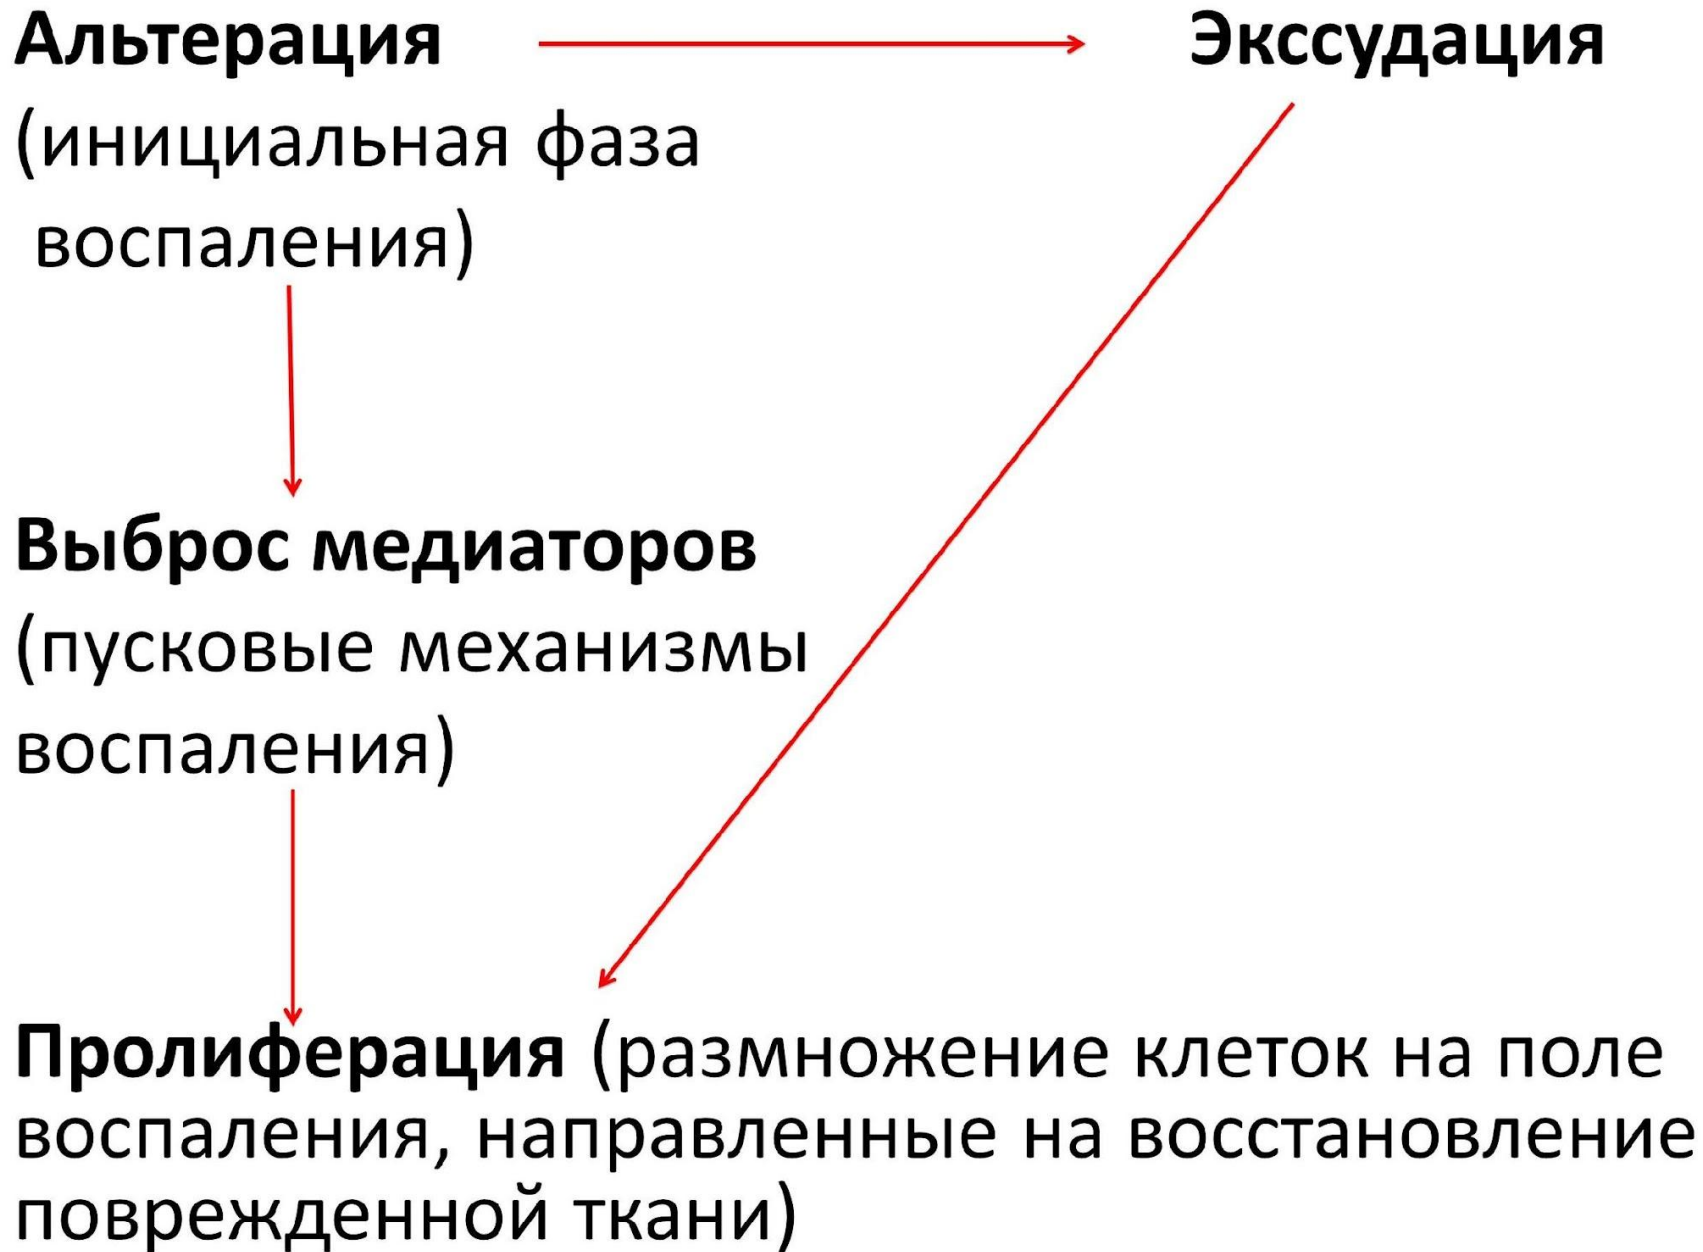 Альтерация
Экссудация
(инициальная фаза
воспаления)
Выброс медиаторов
(пусковые механизмы
воспаления)
Пролиферация (размножение клеток на поле
воспаления, направленные на восстановление
поврежденной ткани)